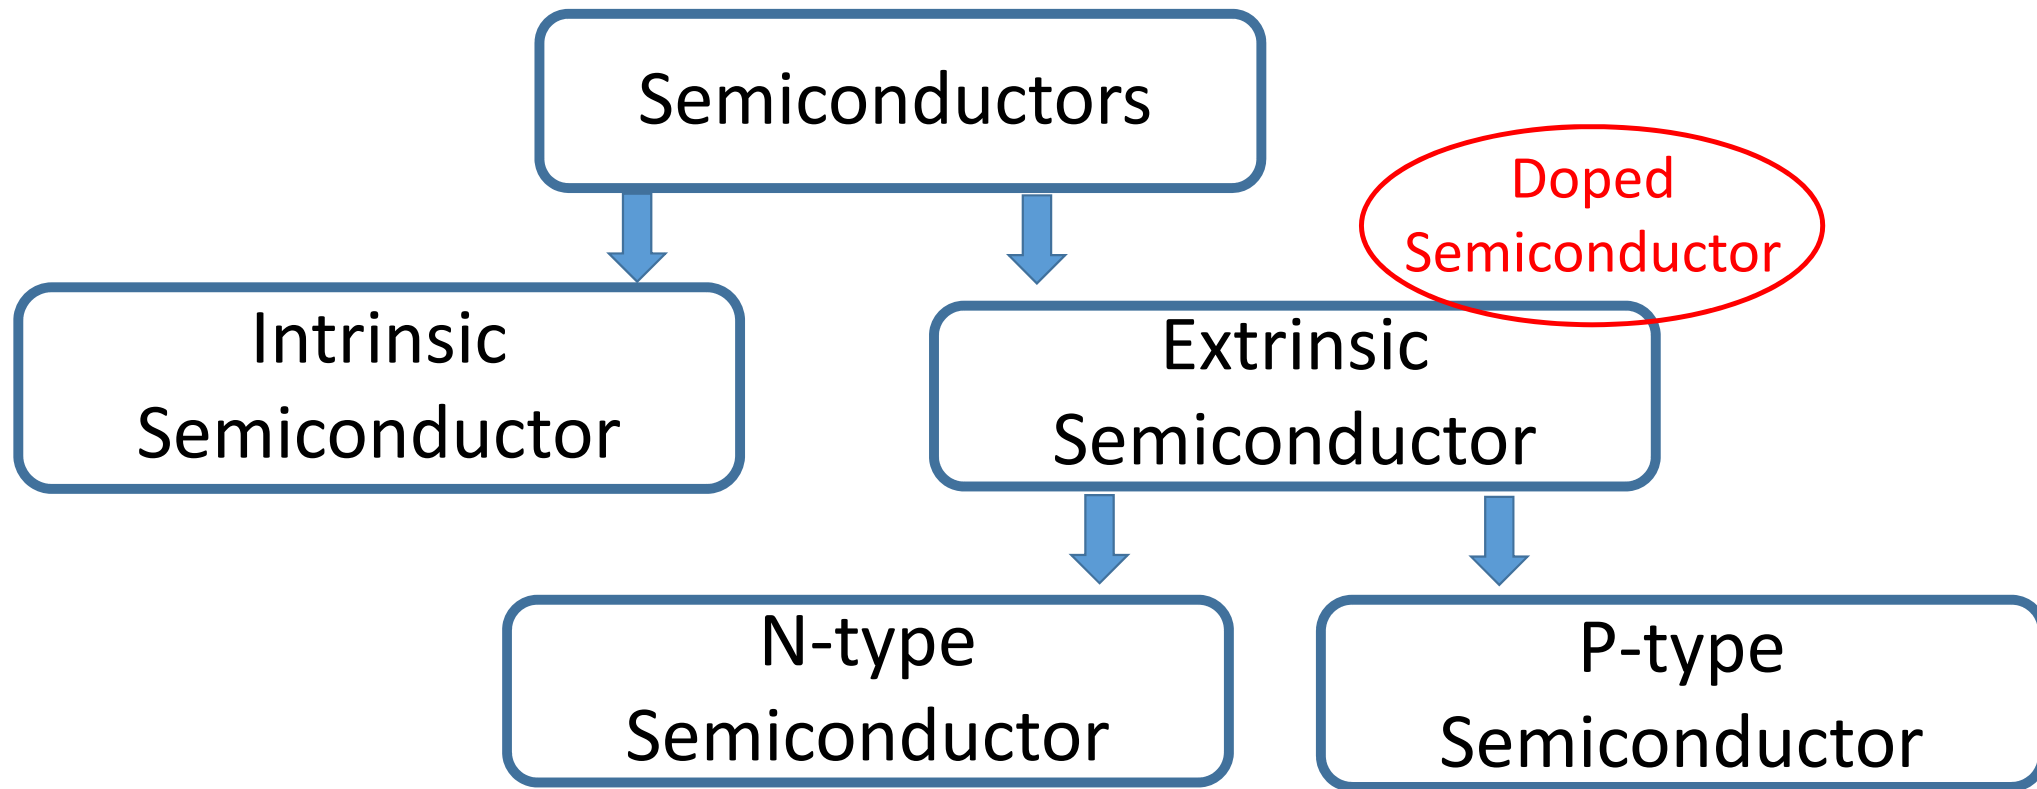 Semiconductors
Doped
Semiconductor
Intrinsic
Semiconductor
Extrinsic
Semiconductor
N-type
Semiconductor
P-type
Semiconductor